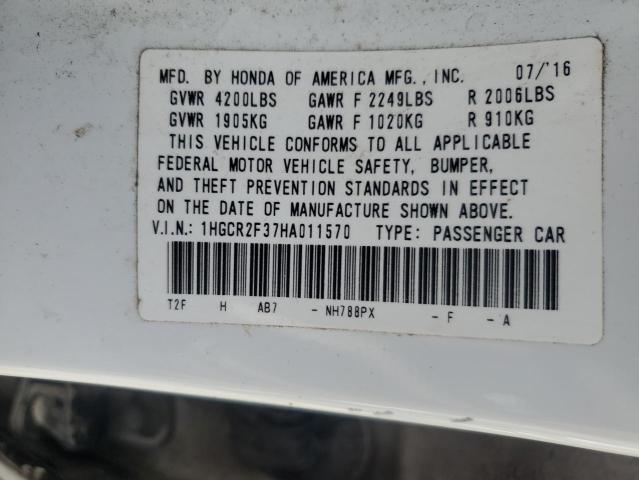 MFD. BY HONDA OF AMERICA MFG., INC. 07/'16
GVWR 4200LBS GAWR F 2249LBS R 2006LBS
GVWR 1905KG GAWR F 1020KG R 910KG
THIS VEHICLE CONFORMS TO ALL APPLICABLE
FEDERAL MOTOR VEHICLE SAFETY, BUMPER,
AND THEFT PREVENTION STANDARDS IN EFFECT
ON THE DATE OF MANUFACTURE SHOWN ABOVE.
V.I.N.: 1HGCR2F37HA011570 TYPE: PASSENGER CAR
T2F H AB7 - NH788PX - F - A